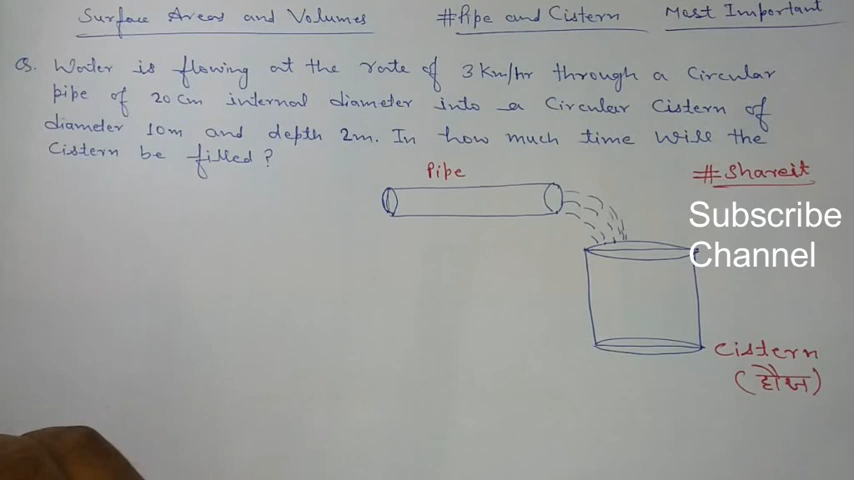 Surface Areas and Volumes #Pipe and Cistern Most Important
Q. Water is flowing at the rate of 3 Km/hr through a Circular
pipe of 20 cm internal diameter into a Circular Cistern of
diameter 10m and depth 2m. In how much time will the
Cistern be filled?
Pipe
#Shareit
Subscribe
Channel
Cistern
(हौज)